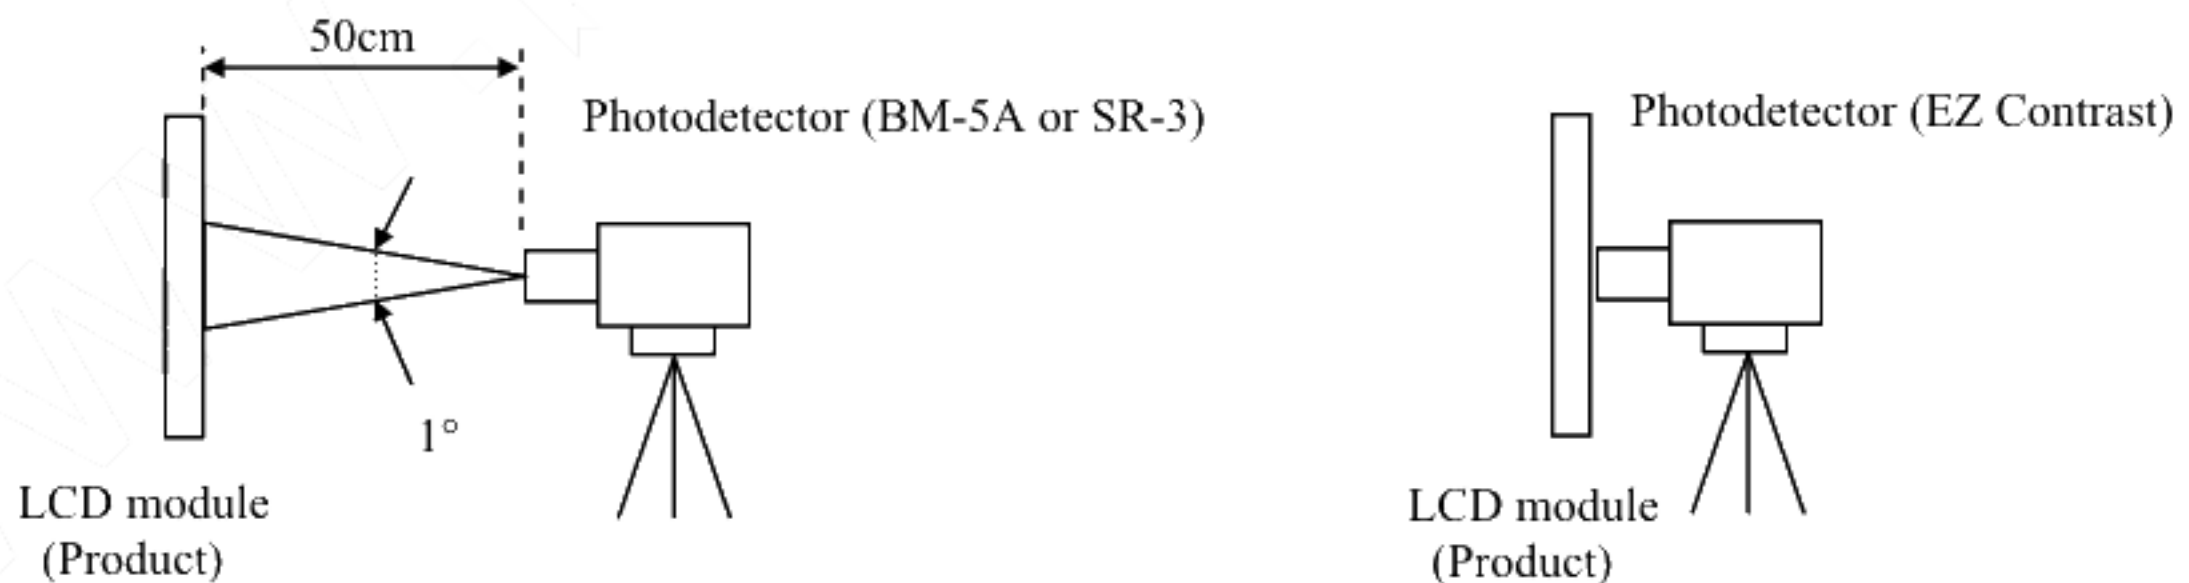 50cm
Photodetector (BM-5A or SR-3)
1°
LCD module
(Product)
Photodetector (EZ Contrast)
LCD module
(Product)